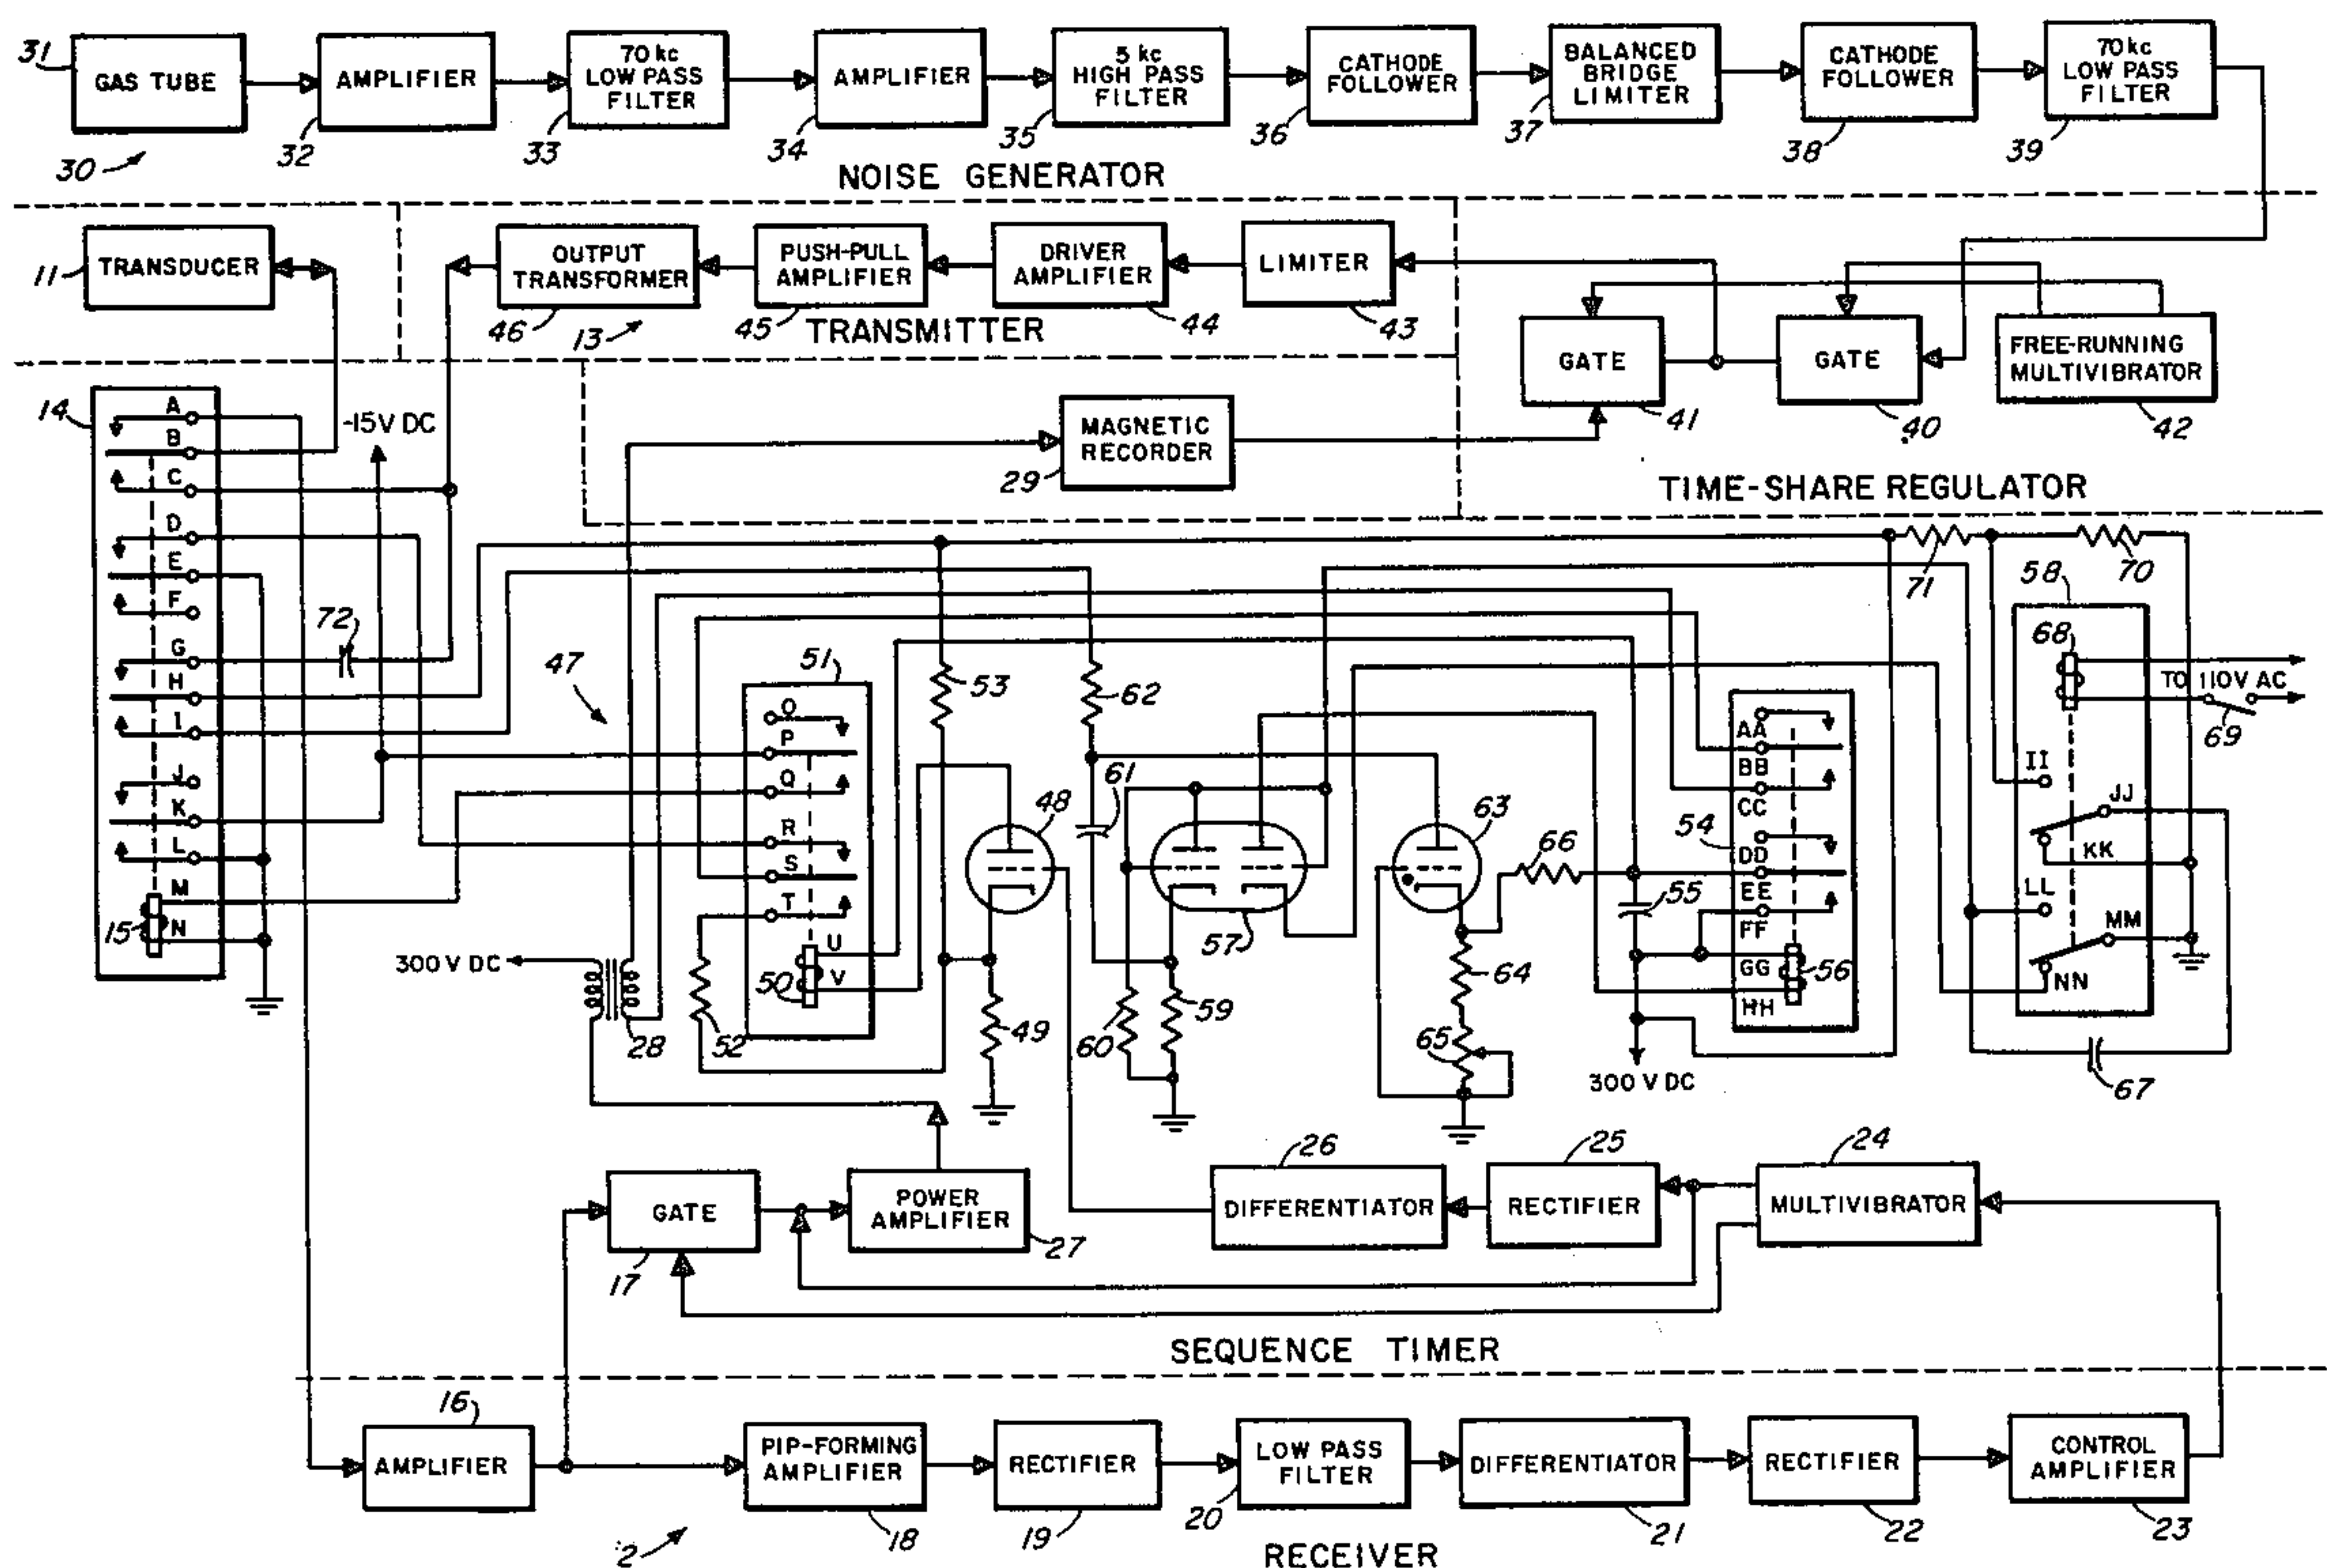 31
GAS TUBE
AMPLIFIER
70 kc
LOW PASS
FILTER
AMPLIFIER
5 kc
HIGH PASS
FILTER
CATHODE
FOLLOWER
BALANCED
BRIDGE
LIMITER
CATHODE
FOLLOWER
70 kc
LOW PASS
FILTER
30
32
33
34
35
36
37
38
39
NOISE GENERATOR
11
TRANSDUCER
OUTPUT
TRANSFORMER
PUSH-PULL
AMPLIFIER
DRIVER
AMPLIFIER
LIMITER
46
13
45
44
43
TRANSMITTER
GATE
GATE
FREE-RUNNING
MULTIVIBRATOR
41
40
42
MAGNETIC
RECORDER
29
TIME-SHARE REGULATOR
14
A
B
C
D
E
F
G
H
I
J
K
L
M
N
15
-15V DC
72
47
51
O
P
Q
R
S
T
U
V
50
300 V DC
28
52
53
48
49
62
61
57
60
59
63
66
64
65
55
54
AA
BB
CC
DD
EE
FF
GG
HH
56
300 V DC
71
70
58
68
TO 110V AC
69
II
JJ
KK
LL
MM
NN
67
GATE
17
POWER
AMPLIFIER
27
26
DIFFERENTIATOR
25
RECTIFIER
24
MULTIVIBRATOR
SEQUENCE TIMER
16
AMPLIFIER
PIP-FORMING
AMPLIFIER
RECTIFIER
LOW PASS
FILTER
DIFFERENTIATOR
RECTIFIER
CONTROL
AMPLIFIER
2
18
19
20
21
22
23
RECEIVER